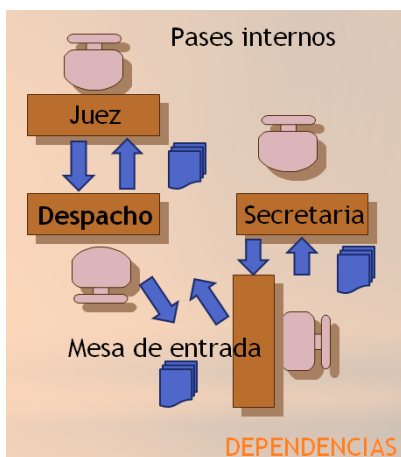 Pases internos
Juez
Despacho
Secretaria
Mesa de entrada
DEPENDENCIAS